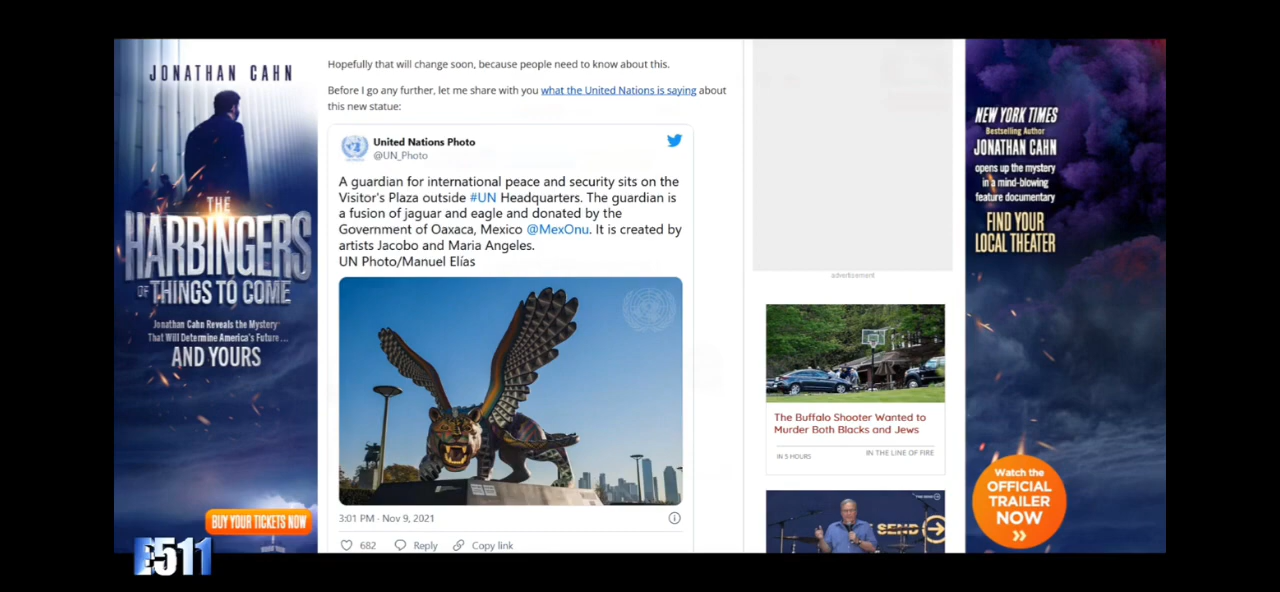 JONATHAN CAHN
THE
HARBINGERS
OF THINGS TO COME
Jonathan Cahn Reveals the Mystery
That Will Determine America's Future...
AND YOURS
BUY YOUR TICKETS NOW
E511
Hopefully that will change soon, because people need to know about this.
Before I go any further, let me share with you what the United Nations is saying about
this new statue:
United Nations Photo
@UN_Photo
A guardian for international peace and security sits on the
Visitor's Plaza outside #UN Headquarters. The guardian is
a fusion of jaguar and eagle and donated by the
Government of Oaxaca, Mexico @MexOnu. It is created by
artists Jacobo and Maria Angeles.
UN Photo/Manuel Elías
3:01 PM · Nov 9, 2021
682 Reply Copy link
advertisement
The Buffalo Shooter Wanted to
Murder Both Blacks and Jews
IN 5 HOURS IN THE LINE OF FIRE
SEND
NEW YORK TIMES
Bestselling Author
JONATHAN CAHN
opens up the mystery
in a mind-blowing
feature documentary
FIND YOUR
LOCAL THEATER
Watch the
OFFICIAL
TRAILER
NOW